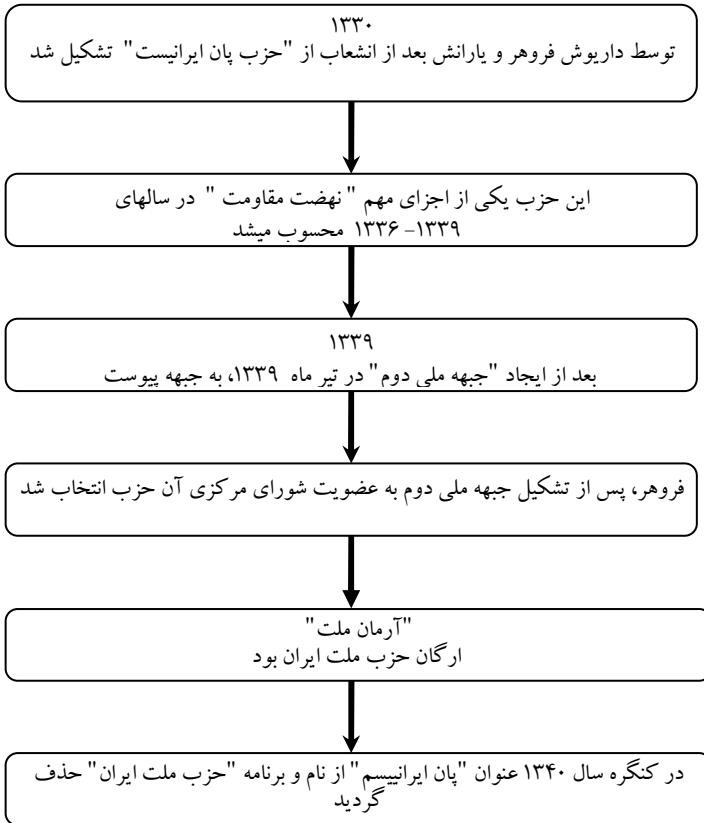 ۱۳۳۰
توسط داریوش فروهر و یارانش بعد از انشعاب از "حزب پان ایرانیست" تشکیل شد
این حزب یکی از اجزای مهم " نهضت مقاومت " در سالهای
۱۳۳۹– ۱۳۳۶ محسوب میشد
۱۳۳۹
بعد از ایجاد "جبهه ملی دوم" در تیر ماه ۱۳۳۹، به جبهه پیوست
فروهر، پس از تشکیل جبهه ملی دوم به عضویت شورای مرکزی آن حزب انتخاب شد
"آرمان ملت"
ارگان حزب ملت ایران بود
در کنگره سال ۱۳۴۰ عنوان "پان ایرانییسم" از نام و برنامه "حزب ملت ایران" حذف
گردید